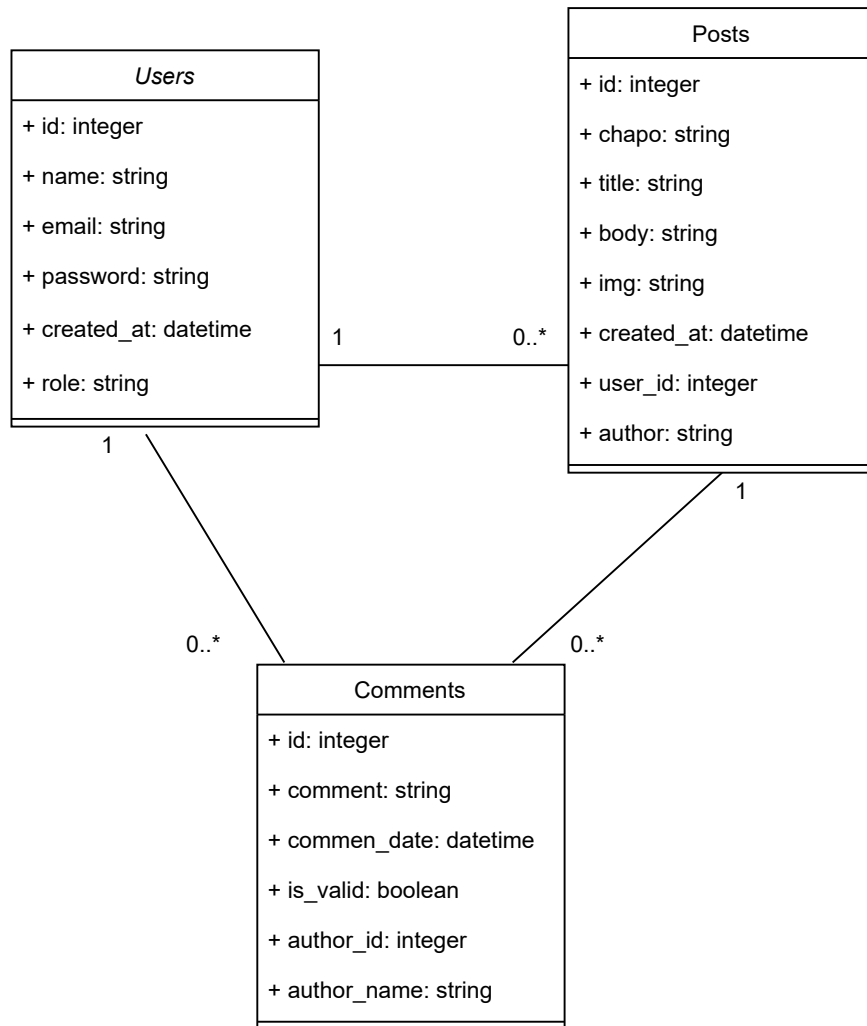 Users
+ id: integer
+ name: string
+ email: string
+ password: string
+ created_at: datetime
+ role: string
1
0..*
Posts
+ id: integer
+ chapo: string
+ title: string
+ body: string
+ img: string
+ created_at: datetime
+ user_id: integer
+ author: string
1
1
0..*
0..*
Comments
+ id: integer
+ comment: string
+ commen_date: datetime
+ is_valid: boolean
+ author_id: integer
+ author_name: string